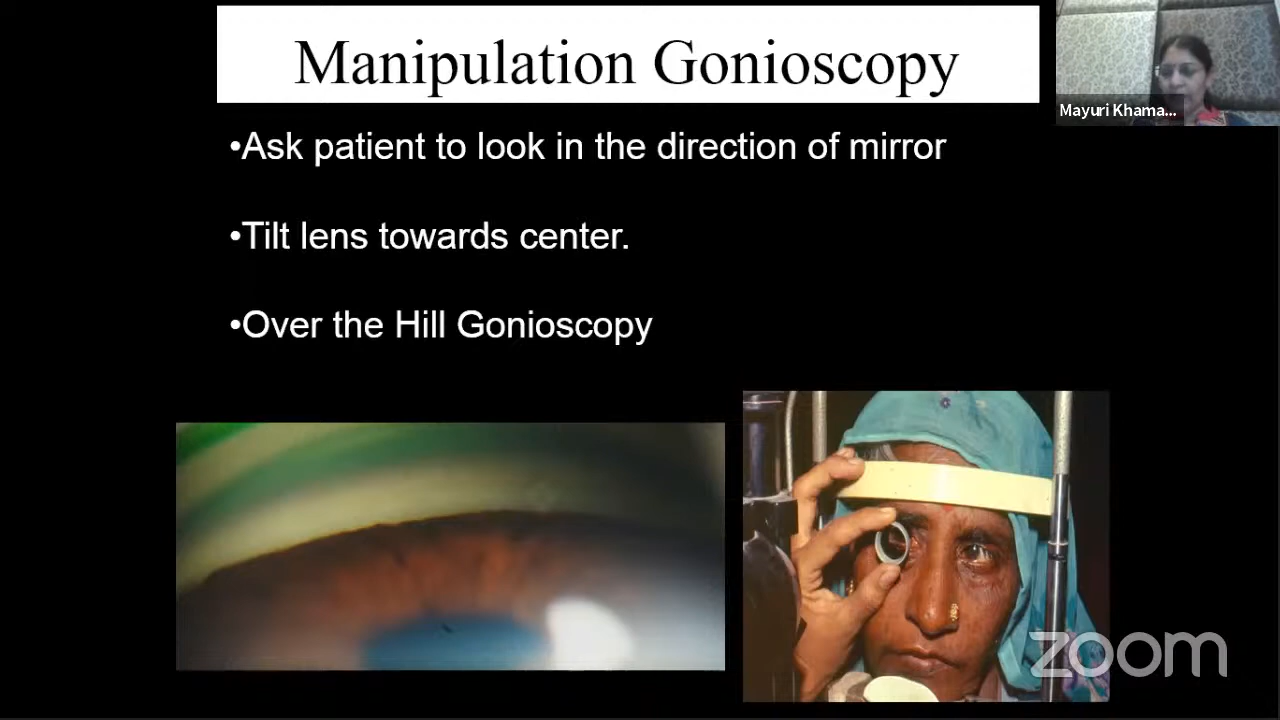 Manipulation Gonioscopy
Mayuri Khama...
•Ask patient to look in the direction of mirror
•Tilt lens towards center.
•Over the Hill Gonioscopy
zoom